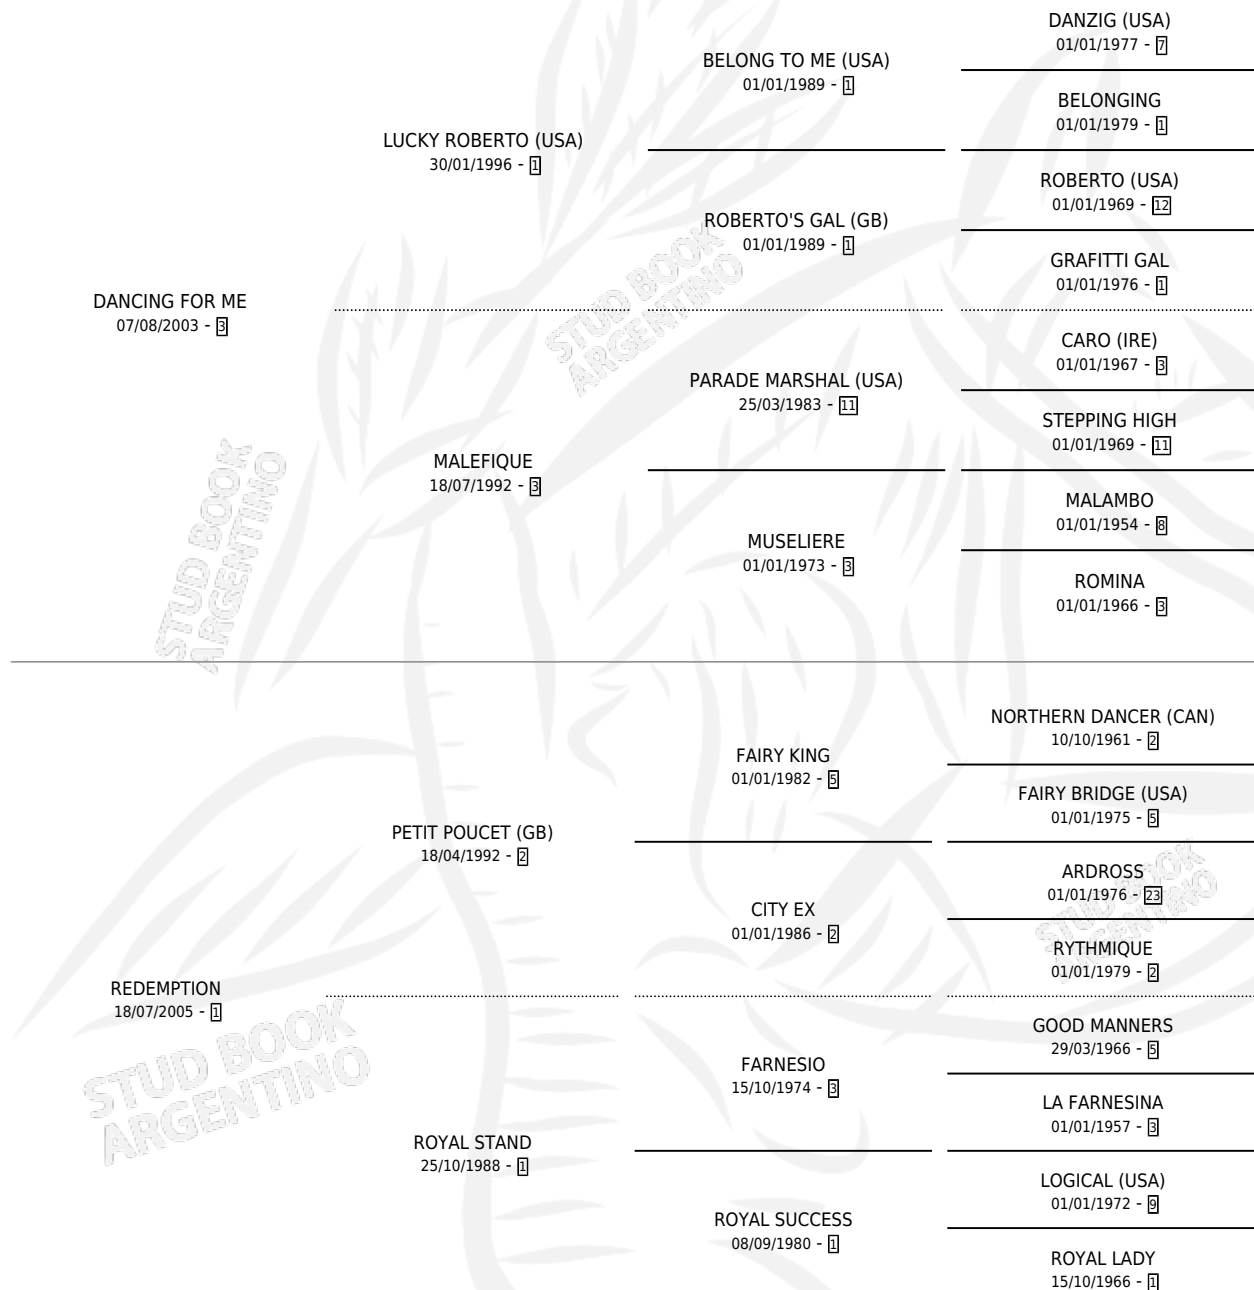 DANZIG (USA)
01/01/1977 - 7
BELONG TO ME (USA)
01/01/1989 - 1
BELONGING
01/01/1979 - 1
LUCKY ROBERTO (USA)
30/01/1996 - 1
ROBERTO (USA)
01/01/1969 - 12
ROBERTO'S GAL (GB)
01/01/1989 - 1
GRAFITTI GAL
01/01/1976 - 1
DANCING FOR ME
07/08/2003 - 3
STUD BOOK
ARGENTINO
CARO (IRE)
01/01/1967 - 3
PARADE MARSHAL (USA)
25/03/1983 - 11
STEPPING HIGH
01/01/1969 - 11
MALEFIQUE
18/07/1992 - 3
MALAMBO
01/01/1954 - 8
MUSELIERE
01/01/1973 - 3
ROMINA
01/01/1966 - 3
STUD BOOK
ARGENTINO
NORTHERN DANCER (CAN)
10/10/1961 - 2
FAIRY KING
01/01/1982 - 5
FAIRY BRIDGE (USA)
01/01/1975 - 5
PETIT POUCET (GB)
18/04/1992 - 2
ARDROSS
01/01/1976 - 23
CITY EX
01/01/1986 - 2
RYTHMIQUE
01/01/1979 - 2
STUD BOOK
ARGENTINO
REDEMPTION
18/07/2005 - 1
GOOD MANNERS
29/03/1966 - 5
FARNESIO
15/10/1974 - 3
LA FARNESINA
01/01/1957 - 3
STUD BOOK
ARGENTINO
ROYAL STAND
25/10/1988 - 1
LOGICAL (USA)
01/01/1972 - 9
ROYAL SUCCESS
08/09/1980 - 1
ROYAL LADY
15/10/1966 - 1